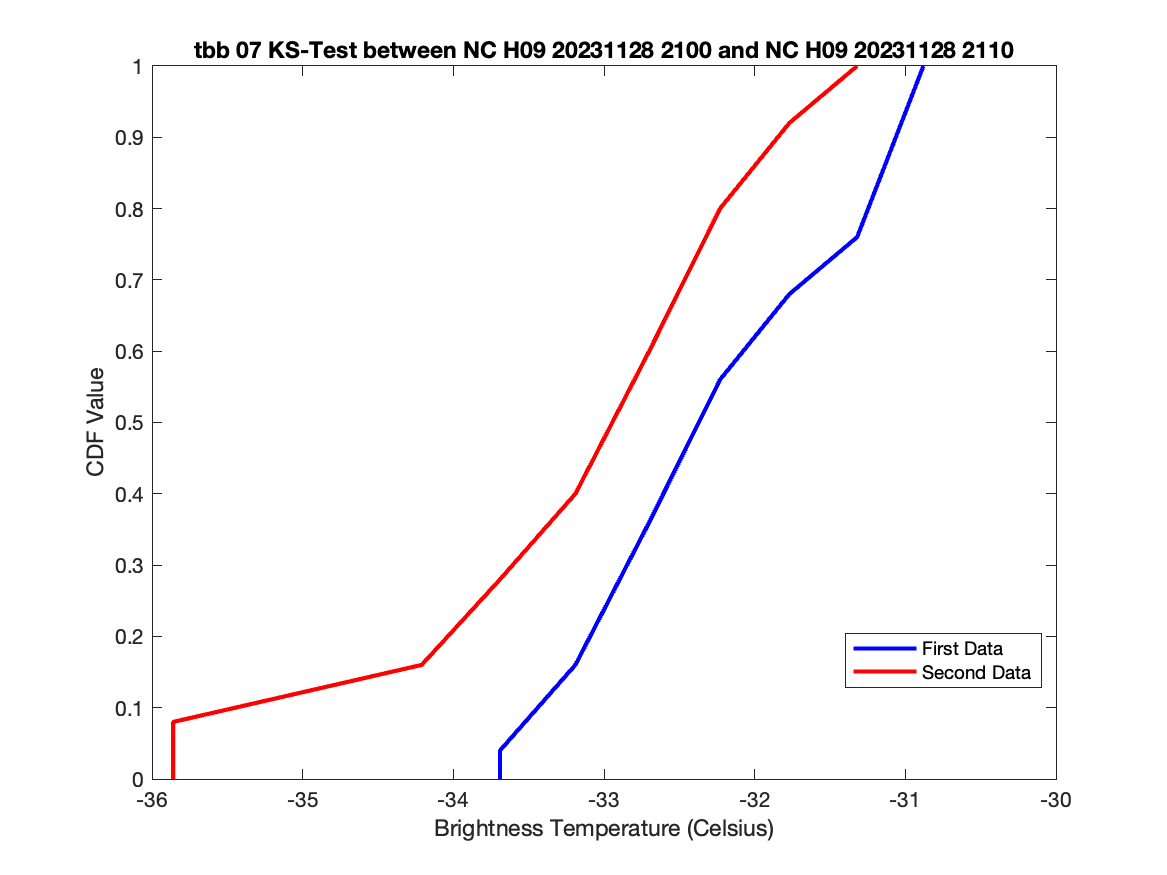 tbb 07 KS-Test between NC H09 20231128 2100 and NC H09 20231128 2110
1
0.9
0.8
0.7
0.6
0.5
0.4
0.3
0.2
0.1
0
CDF Value
First Data
Second Data
-36 -35 -34 -33 -32 -31 -30
Brightness Temperature (Celsius)